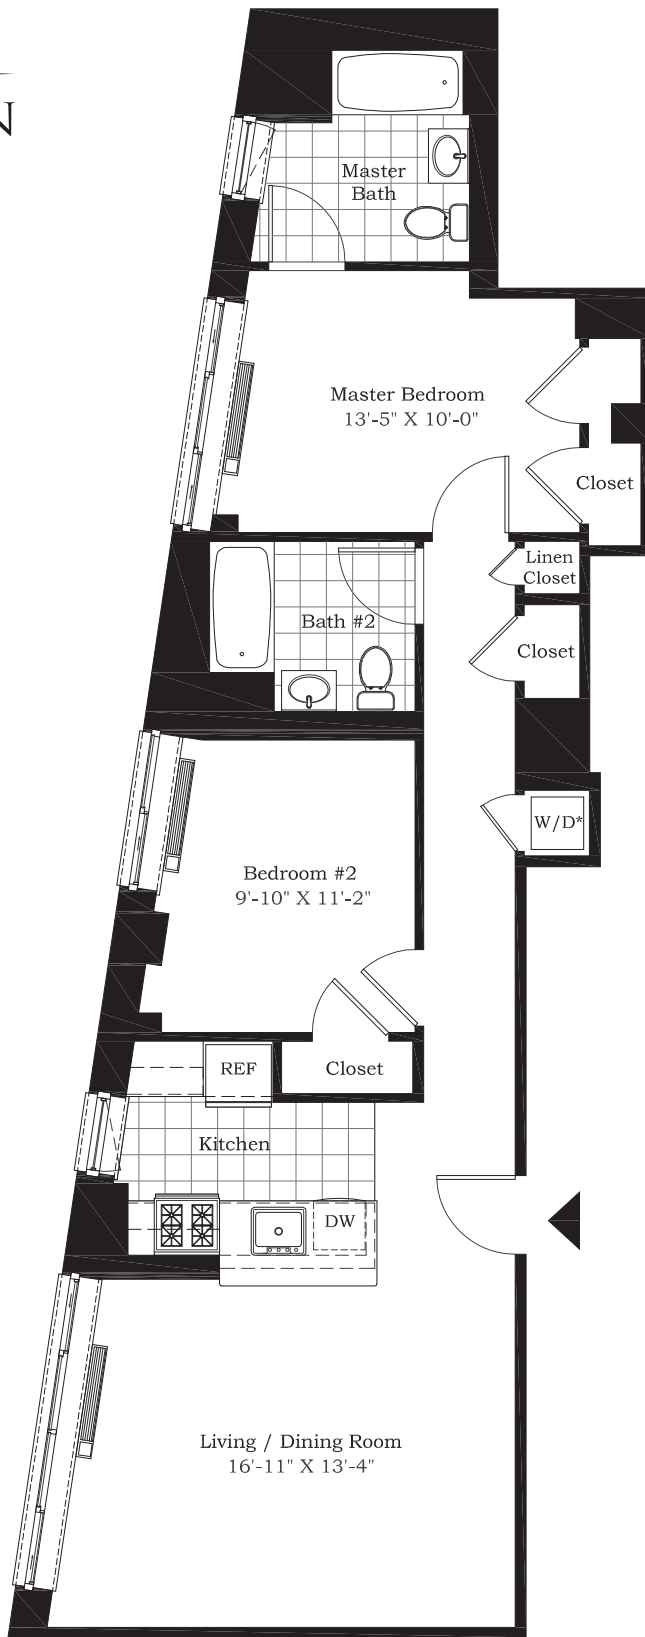 N
Master
Bath
Master Bedroom
13'-5" X 10'-0"
Closet
Linen
Closet
Bath #2
Closet
W/D*
Bedroom #2
9'-10" X 11'-2"
REF
Closet
Kitchen
DW
Living / Dining Room
16'-11" X 13'-4"